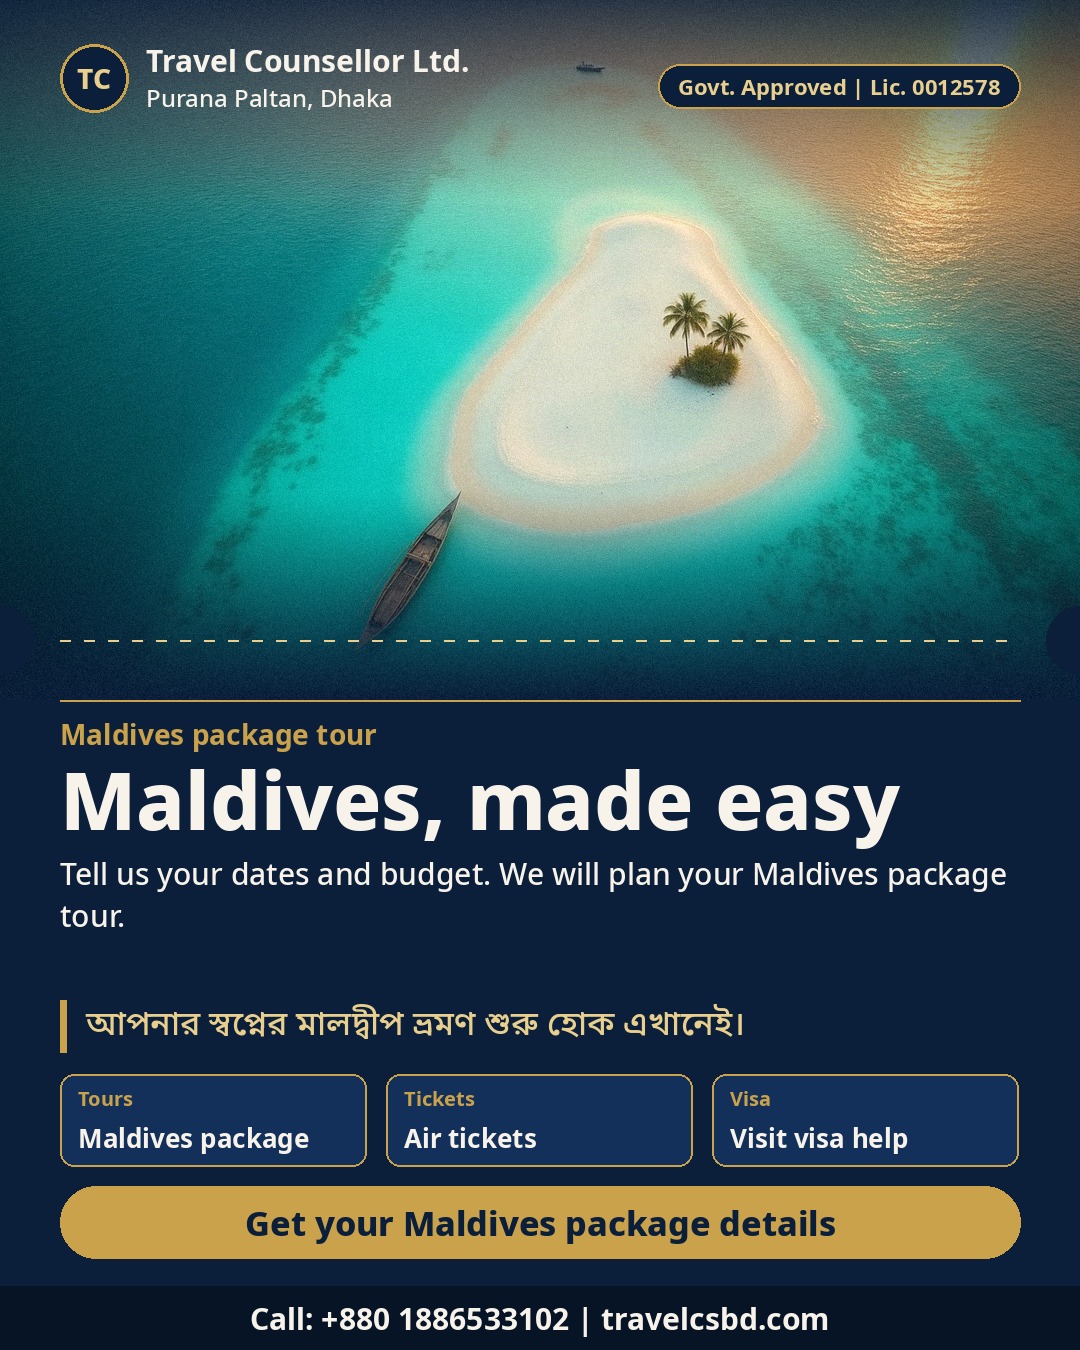 TC
Travel Counsellor Ltd.
Purana Paltan, Dhaka
Govt. Approved | Lic. 0012578
Maldives package tour
Maldives, made easy
Tell us your dates and budget. We will plan your Maldives package
tour.
আপনার স্বপ্নের মালদ্বীপ ভ্রমণ শুরু হোক এখানেই।
Tours
Maldives package
Tickets
Air tickets
Visa
Visit visa help
Get your Maldives package details
Call: +880 1886533102 | travelcsbd.com